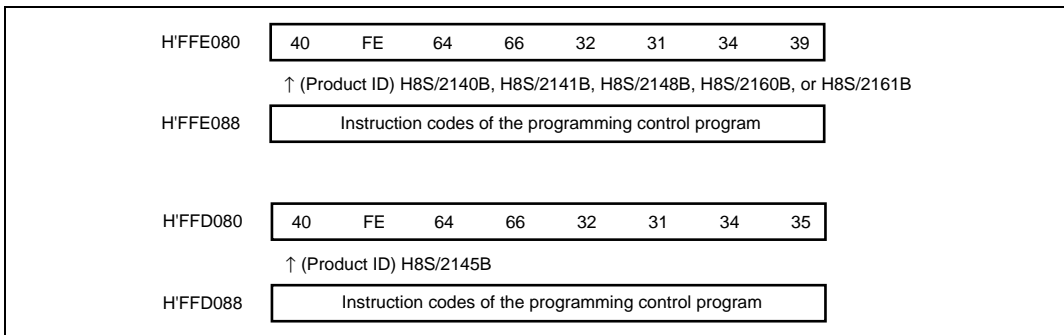 H'FFE080 40 FE 64 66 32 31 34 39
↑ (Product ID) H8S/2140B, H8S/2141B, H8S/2148B, H8S/2160B, or H8S/2161B
H'FFE088 Instruction codes of the programming control program
H'FFD080 40 FE 64 66 32 31 34 35
↑ (Product ID) H8S/2145B
H'FFD088 Instruction codes of the programming control program